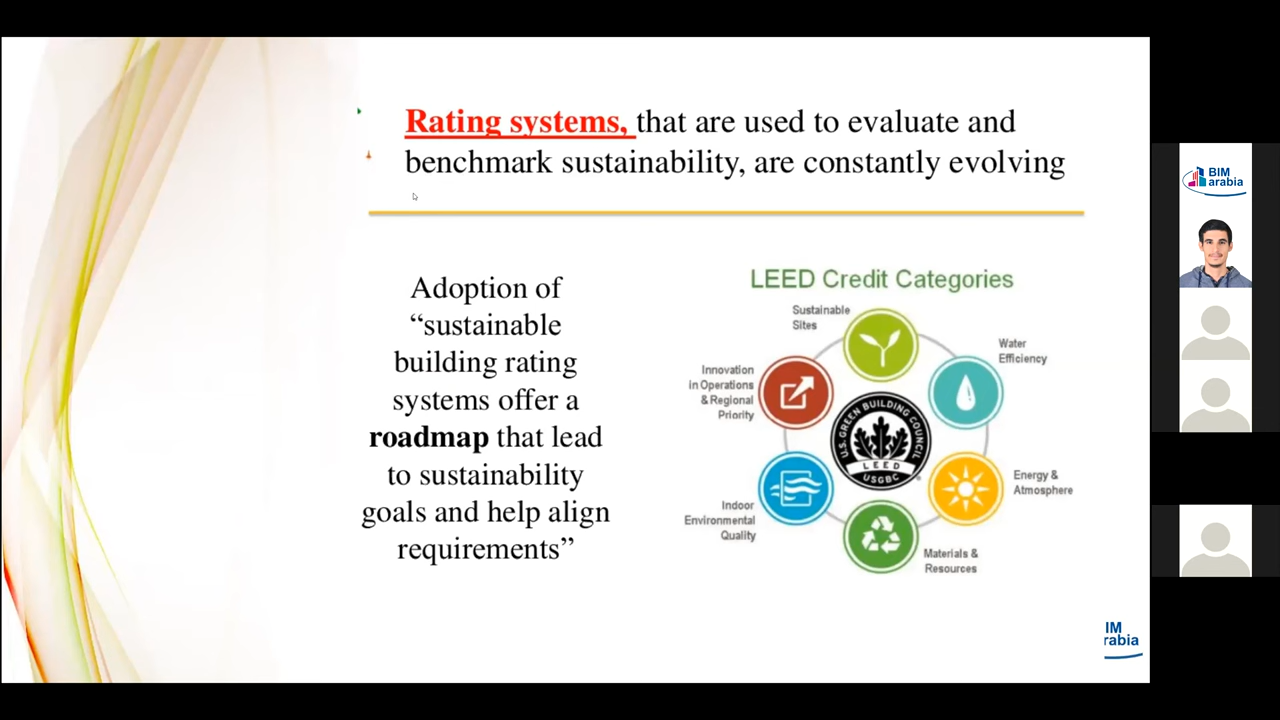 Rating systems, that are used to evaluate and
benchmark sustainability, are constantly evolving
Adoption of
“sustainable
building rating
systems offer a
roadmap that lead
to sustainability
goals and help align
requirements”
LEED Credit Categories
Sustainable
Sites
Water
Efficiency
Energy &
Atmosphere
Materials &
Resources
Indoor
Environmental
Quality
Innovation
in Operations
& Regional
Priority
U.S. GREEN BUILDING COUNCIL
LEED
USGBC
IM
rabia
BIM
arabia